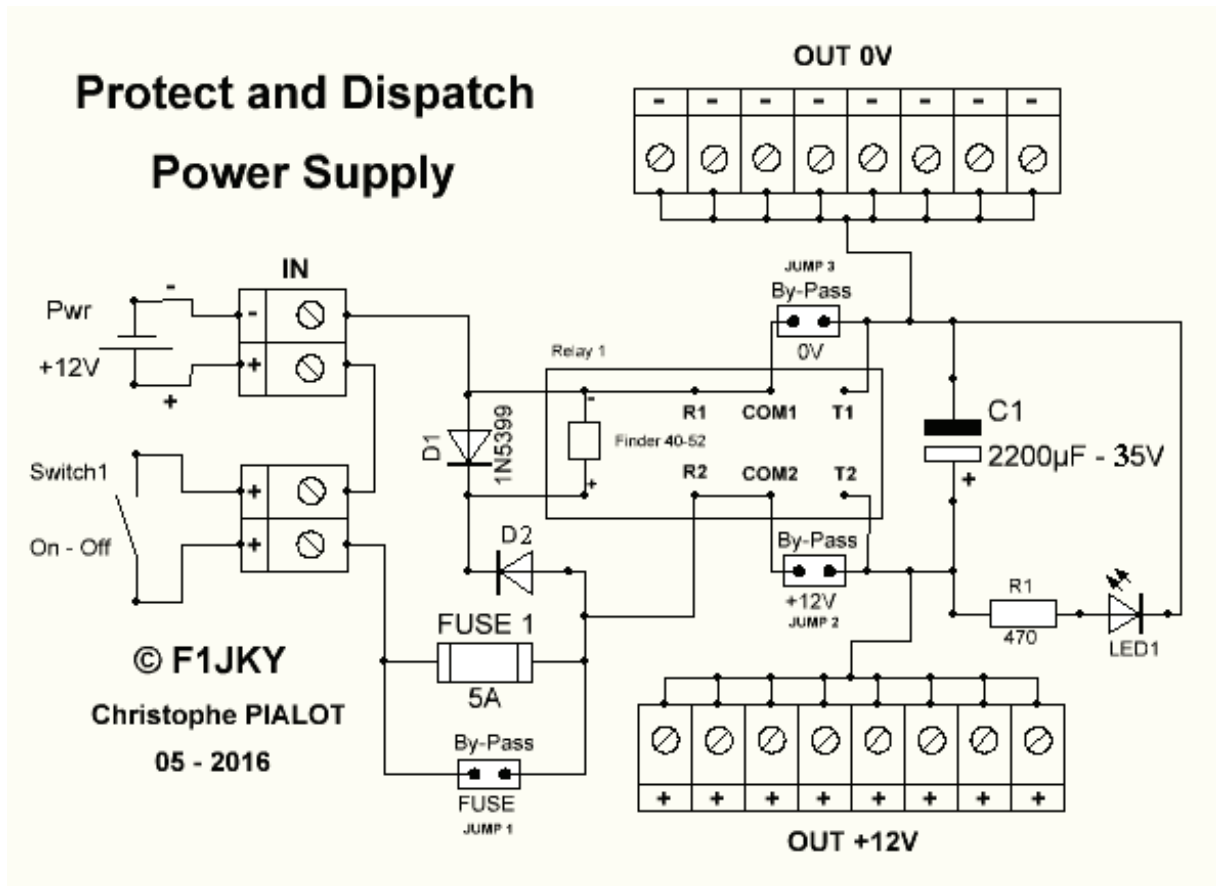 Protect and Dispatch
Power Supply
OUT 0V
- - - - - - - -
JUMP 3
By-Pass
0V
IN
Pwr
-
-
+12V
+
+
Relay 1
-
R1 COM1 T1
Finder 40-52
R2 COM2 T2
+
D1
1N5399
C1
2200µF - 35V
+
Switch1
+
On - Off
+
D2
By-Pass
+12V
JUMP 2
R1
470
LED1
FUSE 1
5A
© F1JKY
Christophe PIALOT
05 - 2016
By-Pass
FUSE
JUMP 1
+ + + + + + + +
OUT +12V